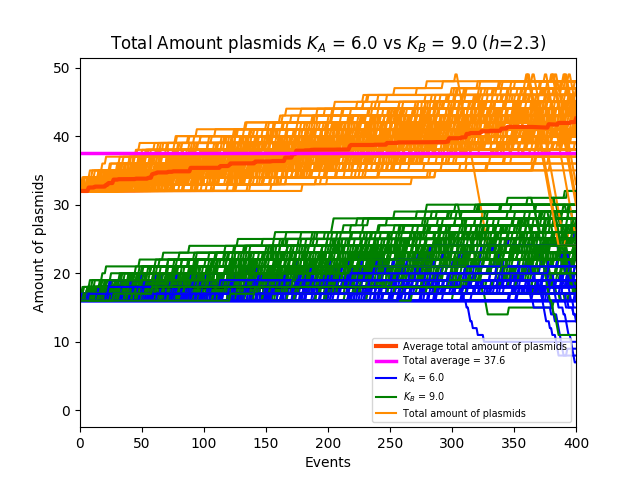 Total Amount plasmids K_A = 6.0 vs K_B = 9.0 (h=2.3)
50
40
30
20
10
0
Amount of plasmids
Average total amount of plasmids
Total average = 37.6
K_A = 6.0
K_B = 9.0
Total amount of plasmids
0 50 100 150 200 250 300 350 400
Events